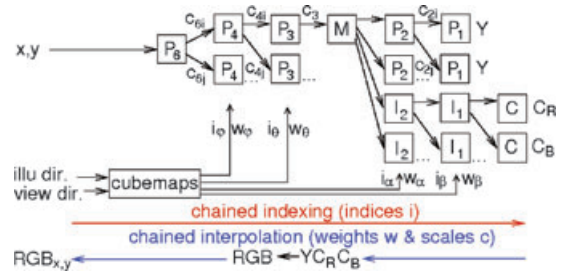 c6i c4i c3 c2i
x,y P6 P4 P3 M P2 P1 Y
c6j c4j c2j
P4 P3 ... P2 ... P1 Y
I2 I1 C CR
iφ wφ iθ wθ I2 ... I1 ... C CB
illu dir. iα wα iβ wβ
view dir. cubemaps
chained indexing (indices i)
chained interpolation (weights w & scales c)
RGBx,y RGB YCRCB